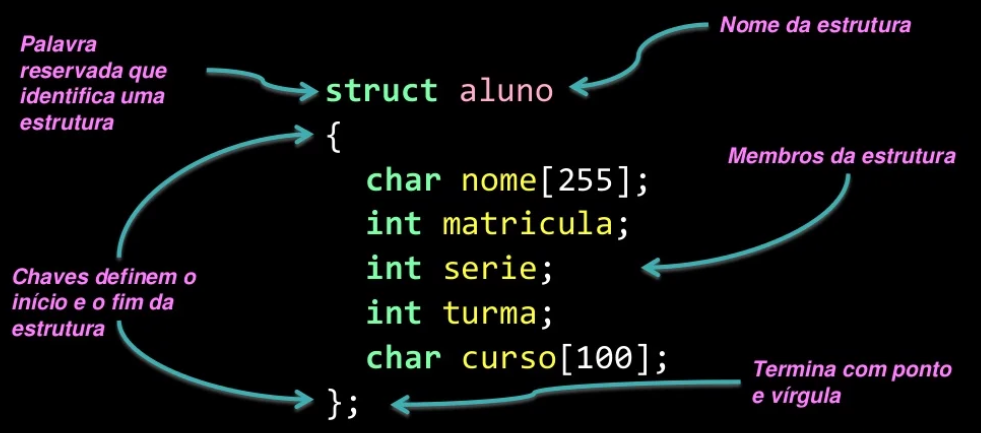 Nome da estrutura
Palavra
reservada que
identifica uma
estrutura
struct aluno
{
char nome[255];
int matricula;
int serie;
int turma;
char curso[100];
};
Membros da estrutura
Chaves definem o
início e o fim da
estrutura
Termina com ponto
e vírgula